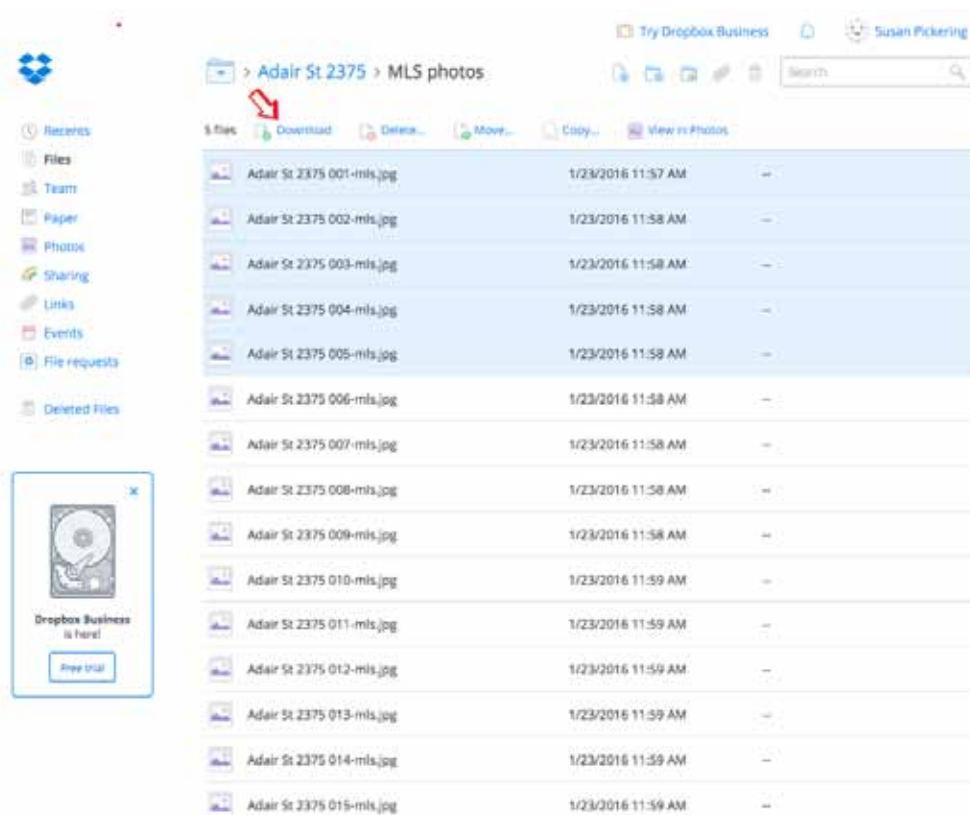 Try Dropbox Business
Susan Pickering
> Adair St 2375 > MLS photos
Search
Recents
Files
Team
Paper
Photos
Sharing
Links
Events
File requests
Deleted Files
5 files Download Delete... Move... Copy... View in Photos
Adair St 2375 001-mls.jpg 1/23/2016 11:57 AM --
Adair St 2375 002-mls.jpg 1/23/2016 11:58 AM --
Adair St 2375 003-mls.jpg 1/23/2016 11:58 AM --
Adair St 2375 004-mls.jpg 1/23/2016 11:58 AM --
Adair St 2375 005-mls.jpg 1/23/2016 11:58 AM --
Adair St 2375 006-mls.jpg 1/23/2016 11:58 AM --
Adair St 2375 007-mls.jpg 1/23/2016 11:58 AM --
Adair St 2375 008-mls.jpg 1/23/2016 11:58 AM --
Adair St 2375 009-mls.jpg 1/23/2016 11:58 AM --
Adair St 2375 010-mls.jpg 1/23/2016 11:59 AM --
Adair St 2375 011-mls.jpg 1/23/2016 11:59 AM --
Adair St 2375 012-mls.jpg 1/23/2016 11:59 AM --
Adair St 2375 013-mls.jpg 1/23/2016 11:59 AM --
Adair St 2375 014-mls.jpg 1/23/2016 11:59 AM --
Adair St 2375 015-mls.jpg 1/23/2016 11:59 AM --
Dropbox Business
is here!
Free trial